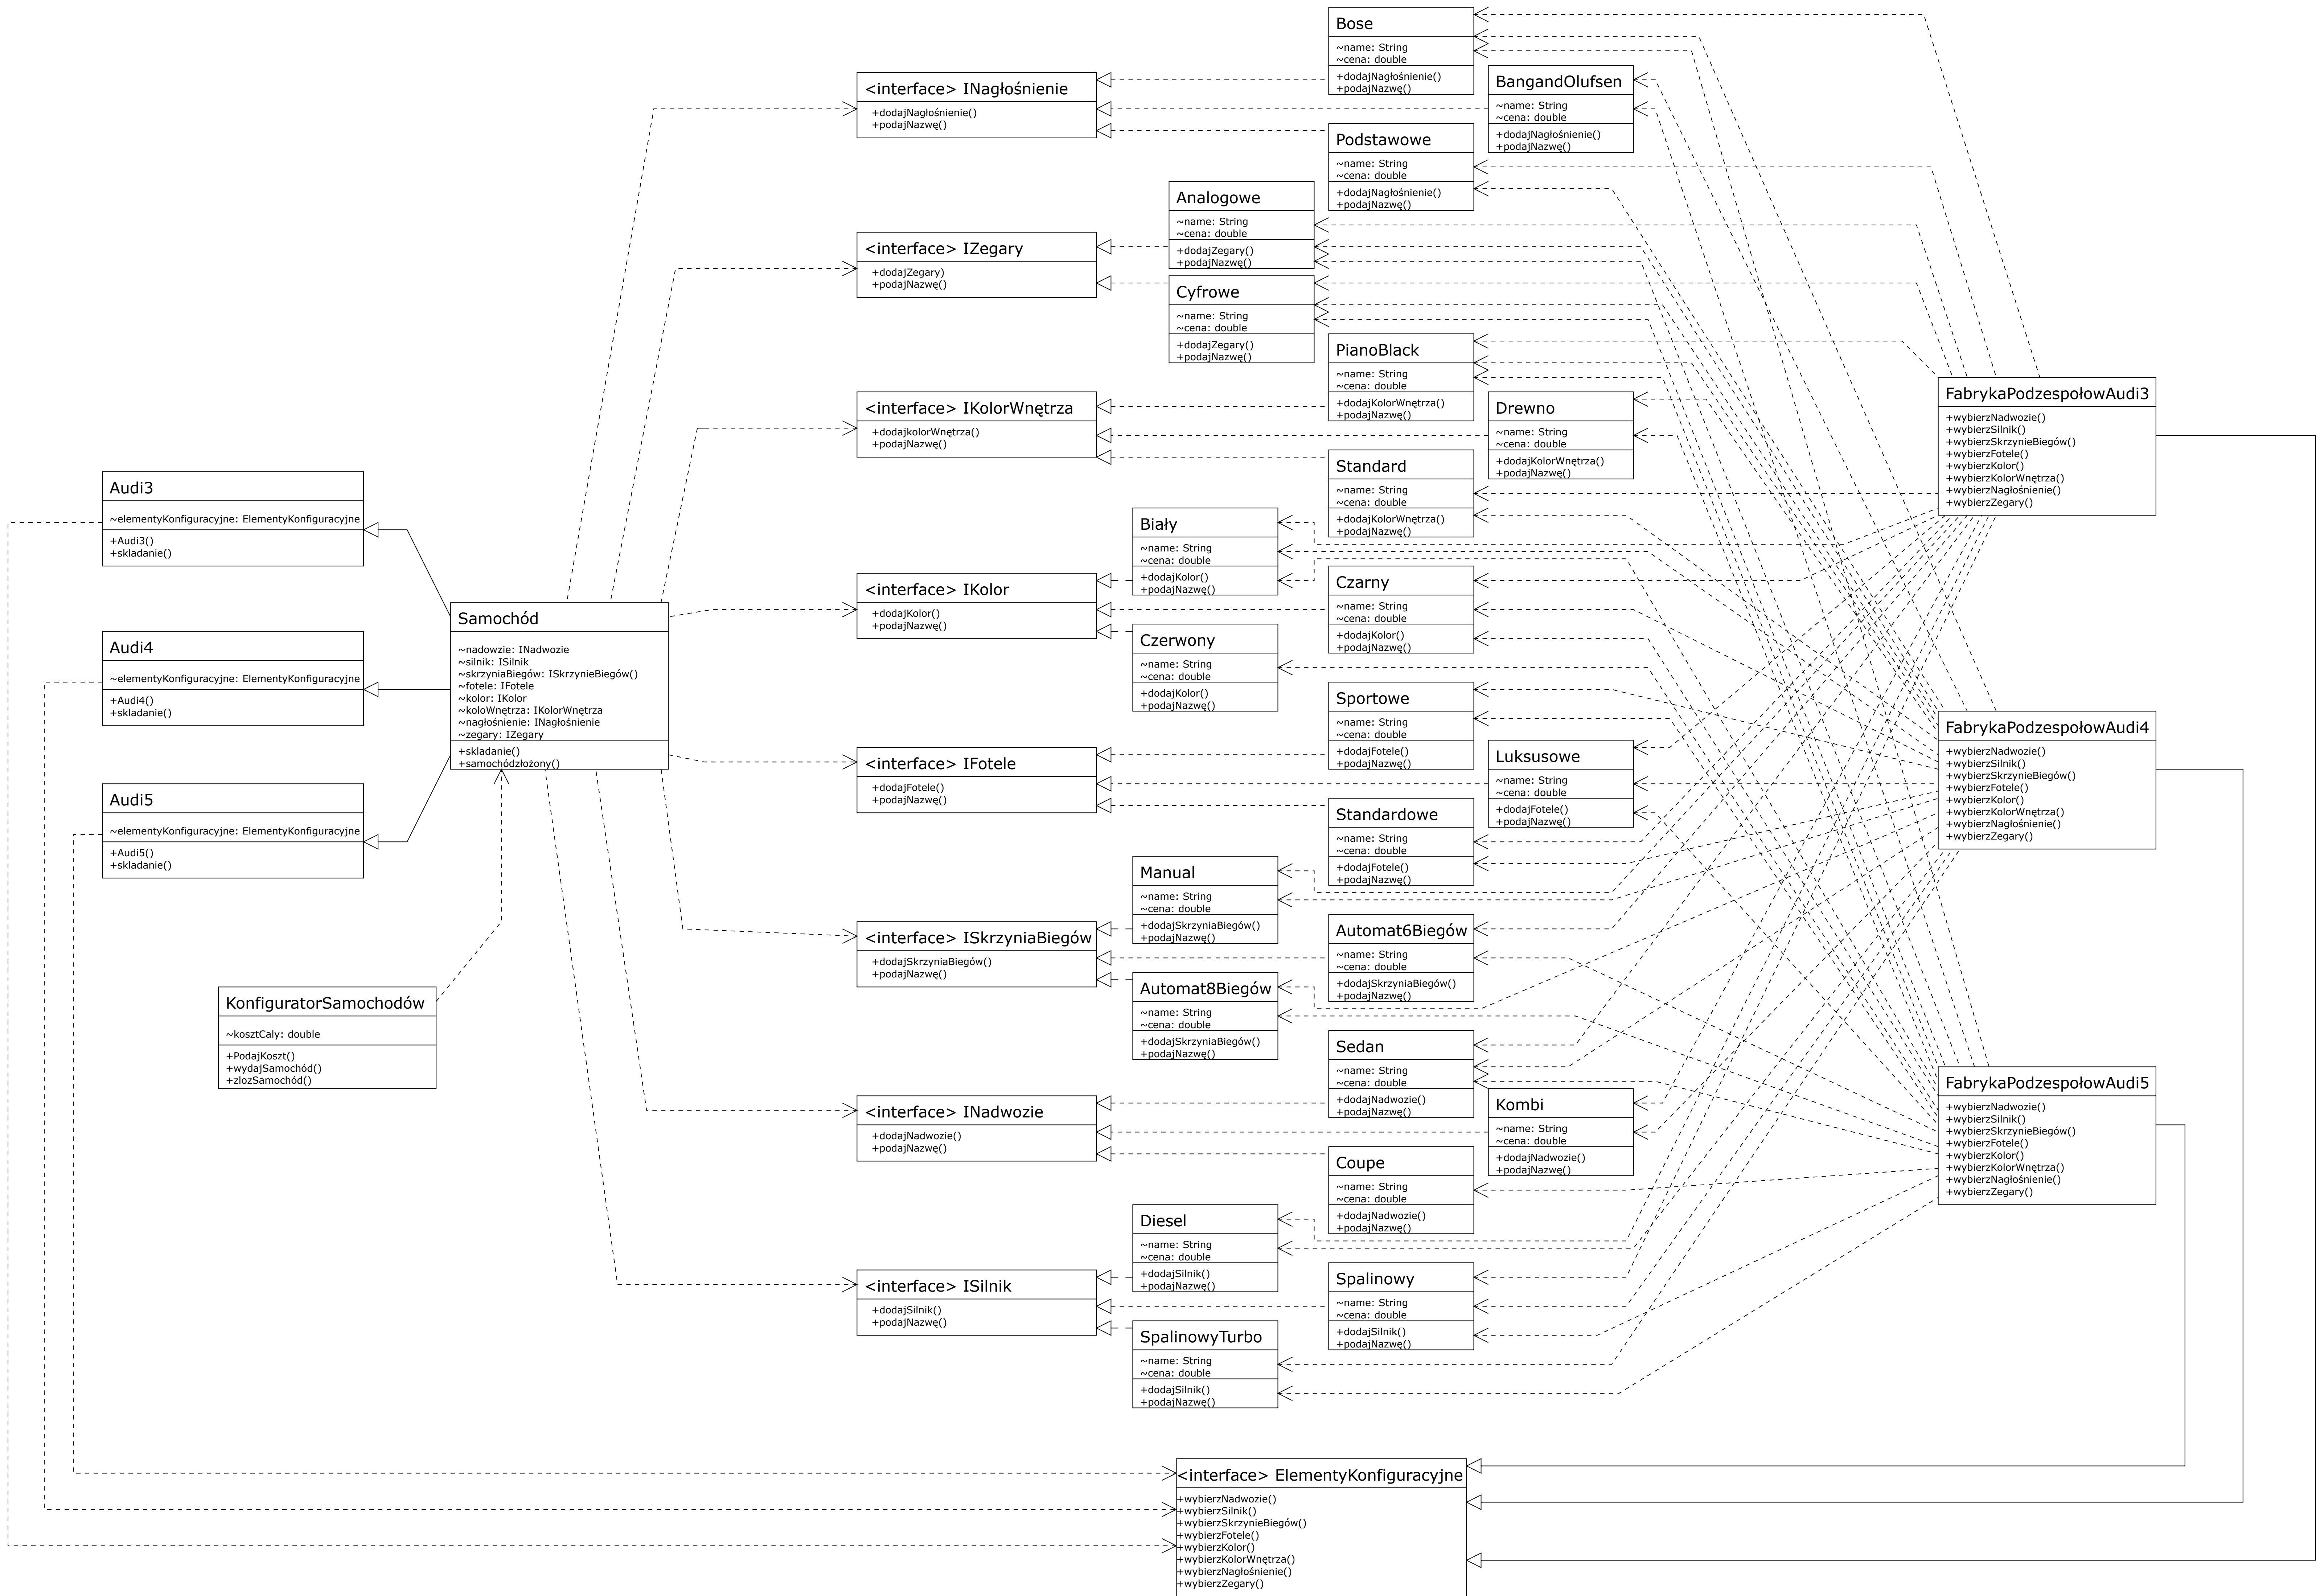 Audi3
~elementyKonfiguracyjne: ElementyKonfiguracyjne
+Audi3()
+skladanie()
Audi4
~elementyKonfiguracyjne: ElementyKonfiguracyjne
+Audi4()
+skladanie()
Audi5
~elementyKonfiguracyjne: ElementyKonfiguracyjne
+Audi5()
+skladanie()
Samochód
~nadowzie: INadwozie
~silnik: ISilnik
~skrzyniaBiegów: ISkrzynieBiegów()
~fotele: IFotele
~kolor: IKolor
~koloWnętrza: IKolorWnętrza
~nagłośnienie: INagłośnienie
~zegary: IZegary
+skladanie()
+samochódzłożony()
KonfiguratorSamochodów
~kosztCaly: double
+PodajKoszt()
+wydajSamochód()
+zlozSamochód()
<interface> INagłośnienie
+dodajNagłośnienie()
+podajNazwę()
<interface> IZegary
+dodajZegary)
+podajNazwę()
<interface> IKolorWnętrza
+dodajkolorWnętrza()
+podajNazwę()
<interface> IKolor
+dodajKolor()
+podajNazwę()
<interface> IFotele
+dodajFotele()
+podajNazwę()
<interface> ISkrzyniaBiegów
+dodajSkrzyniaBiegów()
+podajNazwę()
<interface> INadwozie
+dodajNadwozie()
+podajNazwę()
<interface> ISilnik
+dodajSilnik()
+podajNazwę()
Bose
~name: String
~cena: double
+dodajNagłośnienie()
+podajNazwę()
BangandOlufsen
~name: String
~cena: double
+dodajNagłośnienie()
+podajNazwę()
Podstawowe
~name: String
~cena: double
+dodajNagłośnienie()
+podajNazwę()
Analogowe
~name: String
~cena: double
+dodajZegary()
+podajNazwę()
Cyfrowe
~name: String
~cena: double
+dodajZegary()
+podajNazwę()
PianoBlack
~name: String
~cena: double
+dodajKolorWnętrza()
+podajNazwę()
Drewno
~name: String
~cena: double
+dodajKolorWnętrza()
+podajNazwę()
Standard
~name: String
~cena: double
+dodajKolorWnętrza()
+podajNazwę()
Biały
~name: String
~cena: double
+dodajKolor()
+podajNazwę()
Czarny
~name: String
~cena: double
+dodajKolor()
+podajNazwę()
Czerwony
~name: String
~cena: double
+dodajKolor()
+podajNazwę()
Sportowe
~name: String
~cena: double
+dodajFotele()
+podajNazwę()
Luksusowe
~name: String
~cena: double
+dodajFotele()
+podajNazwę()
Standardowe
~name: String
~cena: double
+dodajFotele()
+podajNazwę()
Manual
~name: String
~cena: double
+dodajSkrzyniaBiegów()
+podajNazwę()
Automat6Biegów
~name: String
~cena: double
+dodajSkrzyniaBiegów()
+podajNazwę()
Automat8Biegów
~name: String
~cena: double
+dodajSkrzyniaBiegów()
+podajNazwę()
Sedan
~name: String
~cena: double
+dodajNadwozie()
+podajNazwę()
Kombi
~name: String
~cena: double
+dodajNadwozie()
+podajNazwę()
Coupe
~name: String
~cena: double
+dodajNadwozie()
+podajNazwę()
Diesel
~name: String
~cena: double
+dodajSilnik()
+podajNazwę()
Spalinowy
~name: String
~cena: double
+dodajSilnik()
+podajNazwę()
SpalinowyTurbo
~name: String
~cena: double
+dodajSilnik()
+podajNazwę()
FabrykaPodzespołowAudi3
+wybierzNadwozie()
+wybierzSilnik()
+wybierzSkrzynieBiegów()
+wybierzFotele()
+wybierzKolor()
+wybierzKolorWnętrza()
+wybierzNagłośnienie()
+wybierzZegary()
FabrykaPodzespołowAudi4
+wybierzNadwozie()
+wybierzSilnik()
+wybierzSkrzynieBiegów()
+wybierzFotele()
+wybierzKolor()
+wybierzKolorWnętrza()
+wybierzNagłośnienie()
+wybierzZegary()
FabrykaPodzespołowAudi5
+wybierzNadwozie()
+wybierzSilnik()
+wybierzSkrzynieBiegów()
+wybierzFotele()
+wybierzKolor()
+wybierzKolorWnętrza()
+wybierzNagłośnienie()
+wybierzZegary()
<interface> ElementyKonfiguracyjne
+wybierzNadwozie()
+wybierzSilnik()
+wybierzSkrzynieBiegów()
+wybierzFotele()
+wybierzKolor()
+wybierzKolorWnętrza()
+wybierzNagłośnienie()
+wybierzZegary()